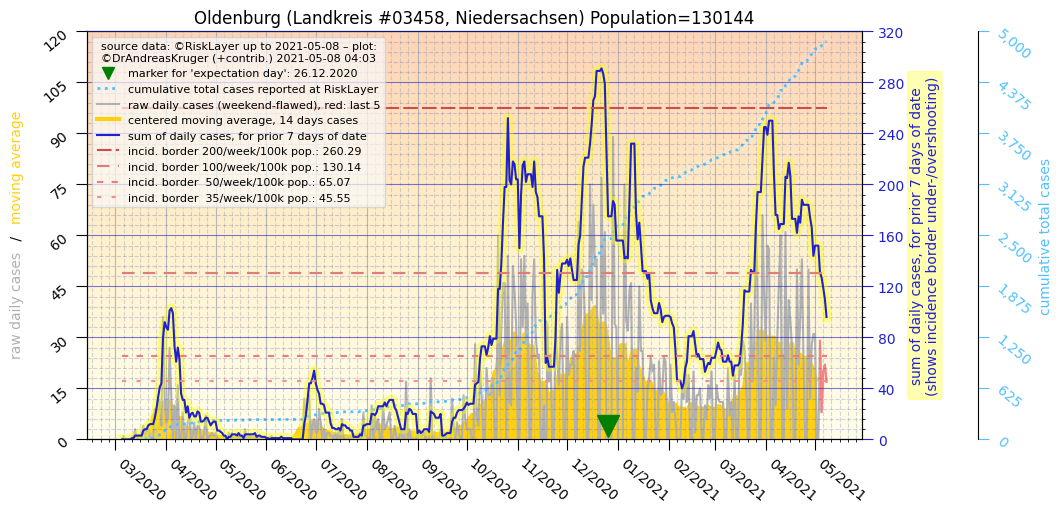 Oldenburg (Landkreis #03458, Niedersachsen) Population=130144
source data: ©RiskLayer up to 2021-05-08 – plot:
©DrAndreasKruger (+contrib.) 2021-05-08 04:03
marker for 'expectation day': 26.12.2020
cumulative total cases reported at RiskLayer
raw daily cases (weekend-flawed), red: last 5
centered moving average, 14 days cases
sum of daily cases, for prior 7 days of date
incid. border 200/week/100k pop.: 260.29
incid. border 100/week/100k pop.: 130.14
incid. border 50/week/100k pop.: 65.07
incid. border 35/week/100k pop.: 45.55
raw daily cases / moving average
120
105
90
75
60
45
30
15
0
03/2020
04/2020
05/2020
06/2020
07/2020
08/2020
09/2020
10/2020
11/2020
12/2020
01/2021
02/2021
03/2021
04/2021
05/2021
320
280
240
200
160
120
80
40
0
sum of daily cases, for prior 7 days of date
(shows incidence border under-/overshooting)
5,000
4,375
3,750
3,125
2,500
1,875
1,250
625
0
cumulative total cases